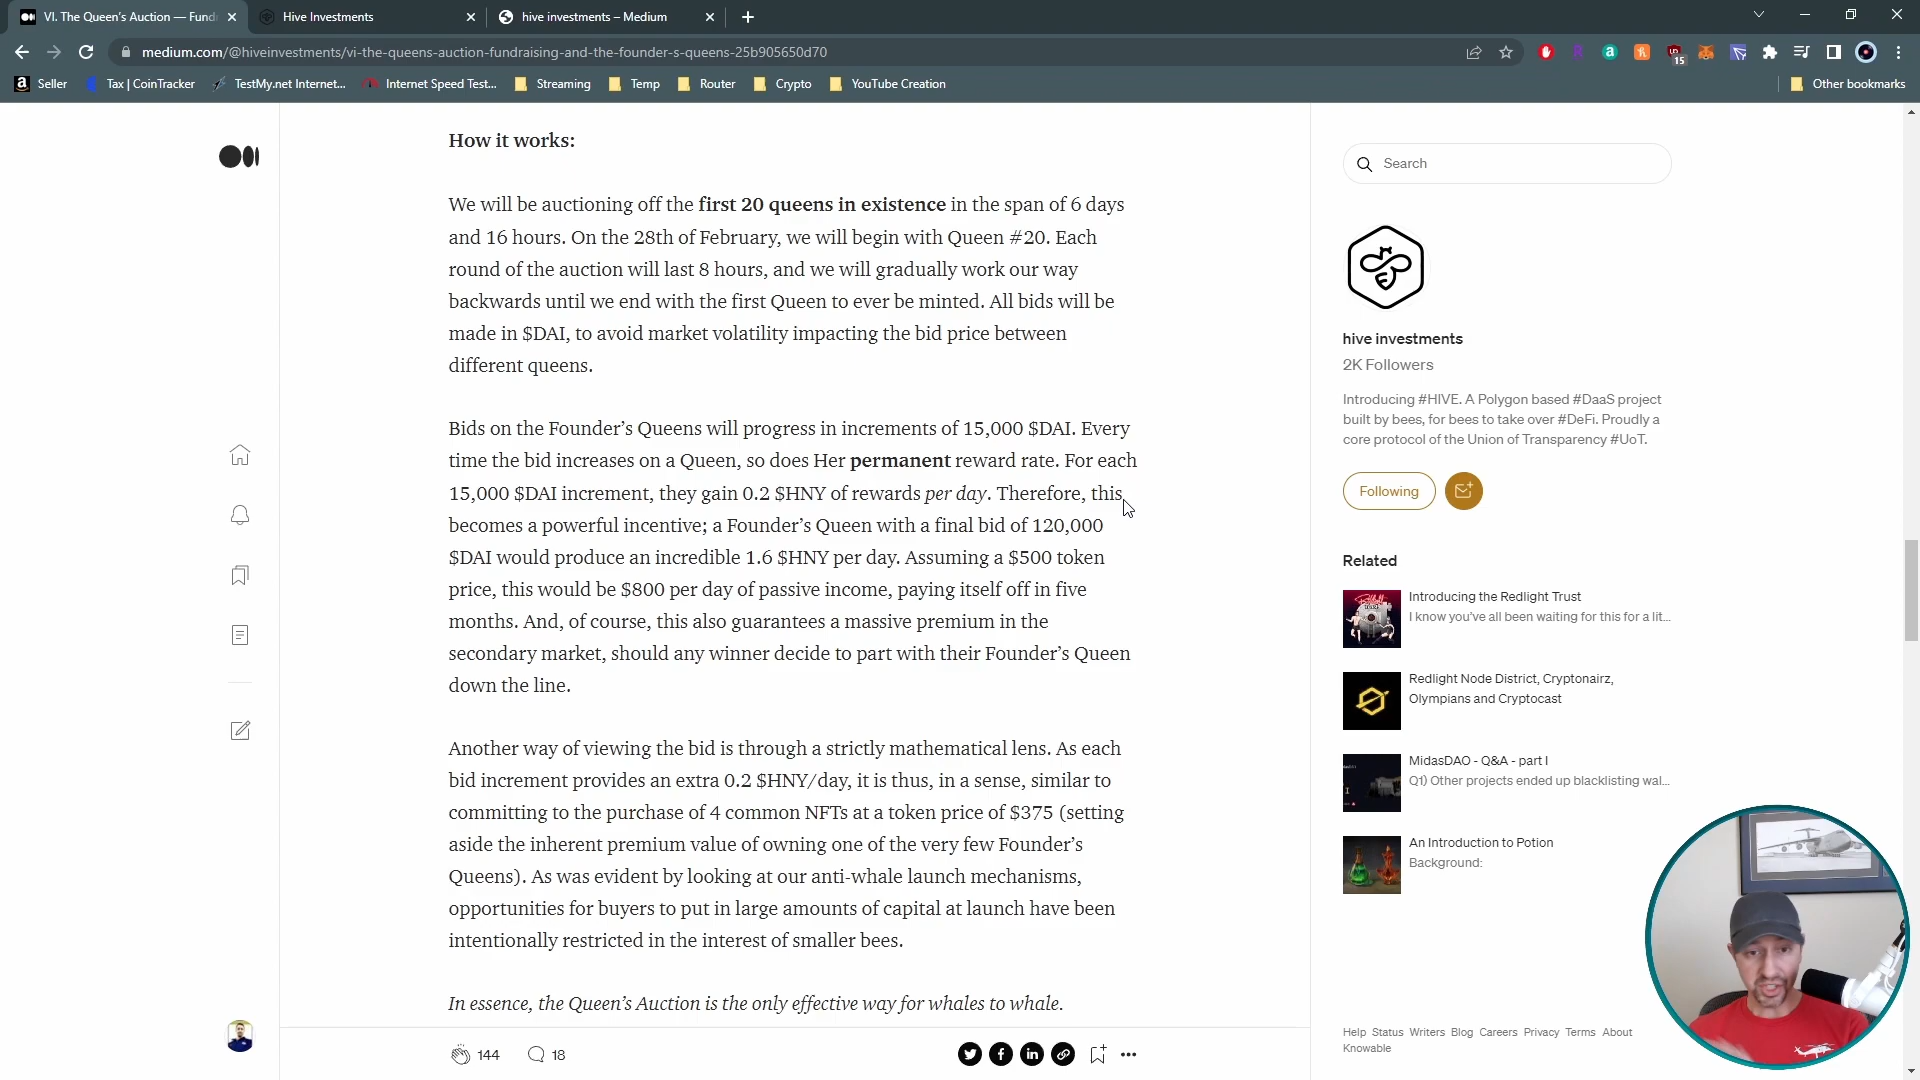 VI. The Queen's Auction — Fund
Hive Investments
hive investments – Medium
medium.com/@hiveinvestments/vi-the-queens-auction-fundraising-and-the-founder-s-queens-25b905650d70
15
Seller
Tax | CoinTracker
TestMy.net Internet...
Internet Speed Test...
Streaming
Temp
Router
Crypto
YouTube Creation
Other bookmarks
How it works:
We will be auctioning off the first 20 queens in existence in the span of 6 days
and 16 hours. On the 28th of February, we will begin with Queen #20. Each
round of the auction will last 8 hours, and we will gradually work our way
backwards until we end with the first Queen to ever be minted. All bids will be
made in $DAI, to avoid market volatility impacting the bid price between
different queens.
Bids on the Founder's Queens will progress in increments of 15,000 $DAI. Every
time the bid increases on a Queen, so does Her permanent reward rate. For each
15,000 $DAI increment, they gain 0.2 $HNY of rewards per day. Therefore, this
becomes a powerful incentive; a Founder's Queen with a final bid of 120,000
$DAI would produce an incredible 1.6 $HNY per day. Assuming a $500 token
price, this would be $800 per day of passive income, paying itself off in five
months. And, of course, this also guarantees a massive premium in the
secondary market, should any winner decide to part with their Founder's Queen
down the line.
Another way of viewing the bid is through a strictly mathematical lens. As each
bid increment provides an extra 0.2 $HNY/day, it is thus, in a sense, similar to
committing to the purchase of 4 common NFTs at a token price of $375 (setting
aside the inherent premium value of owning one of the very few Founder's
Queens). As was evident by looking at our anti-whale launch mechanisms,
opportunities for buyers to put in large amounts of capital at launch have been
intentionally restricted in the interest of smaller bees.
In essence, the Queen's Auction is the only effective way for whales to whale.
144
18
Search
hive investments
2K Followers
Introducing #HIVE. A Polygon based #DaaS project
built by bees, for bees to take over #DeFi. Proudly a
core protocol of the Union of Transparency #UoT.
Following
Related
Introducing the Redlight Trust
I know you've all been waiting for this for a lit...
Redlight Node District, Cryptonairz,
Olympians and Cryptocast
MidasDAO - Q&A - part I
Q1) Other projects ended up blacklisting wal...
An Introduction to Potion
Background:
Help Status Writers Blog Careers Privacy Terms About
Knowable